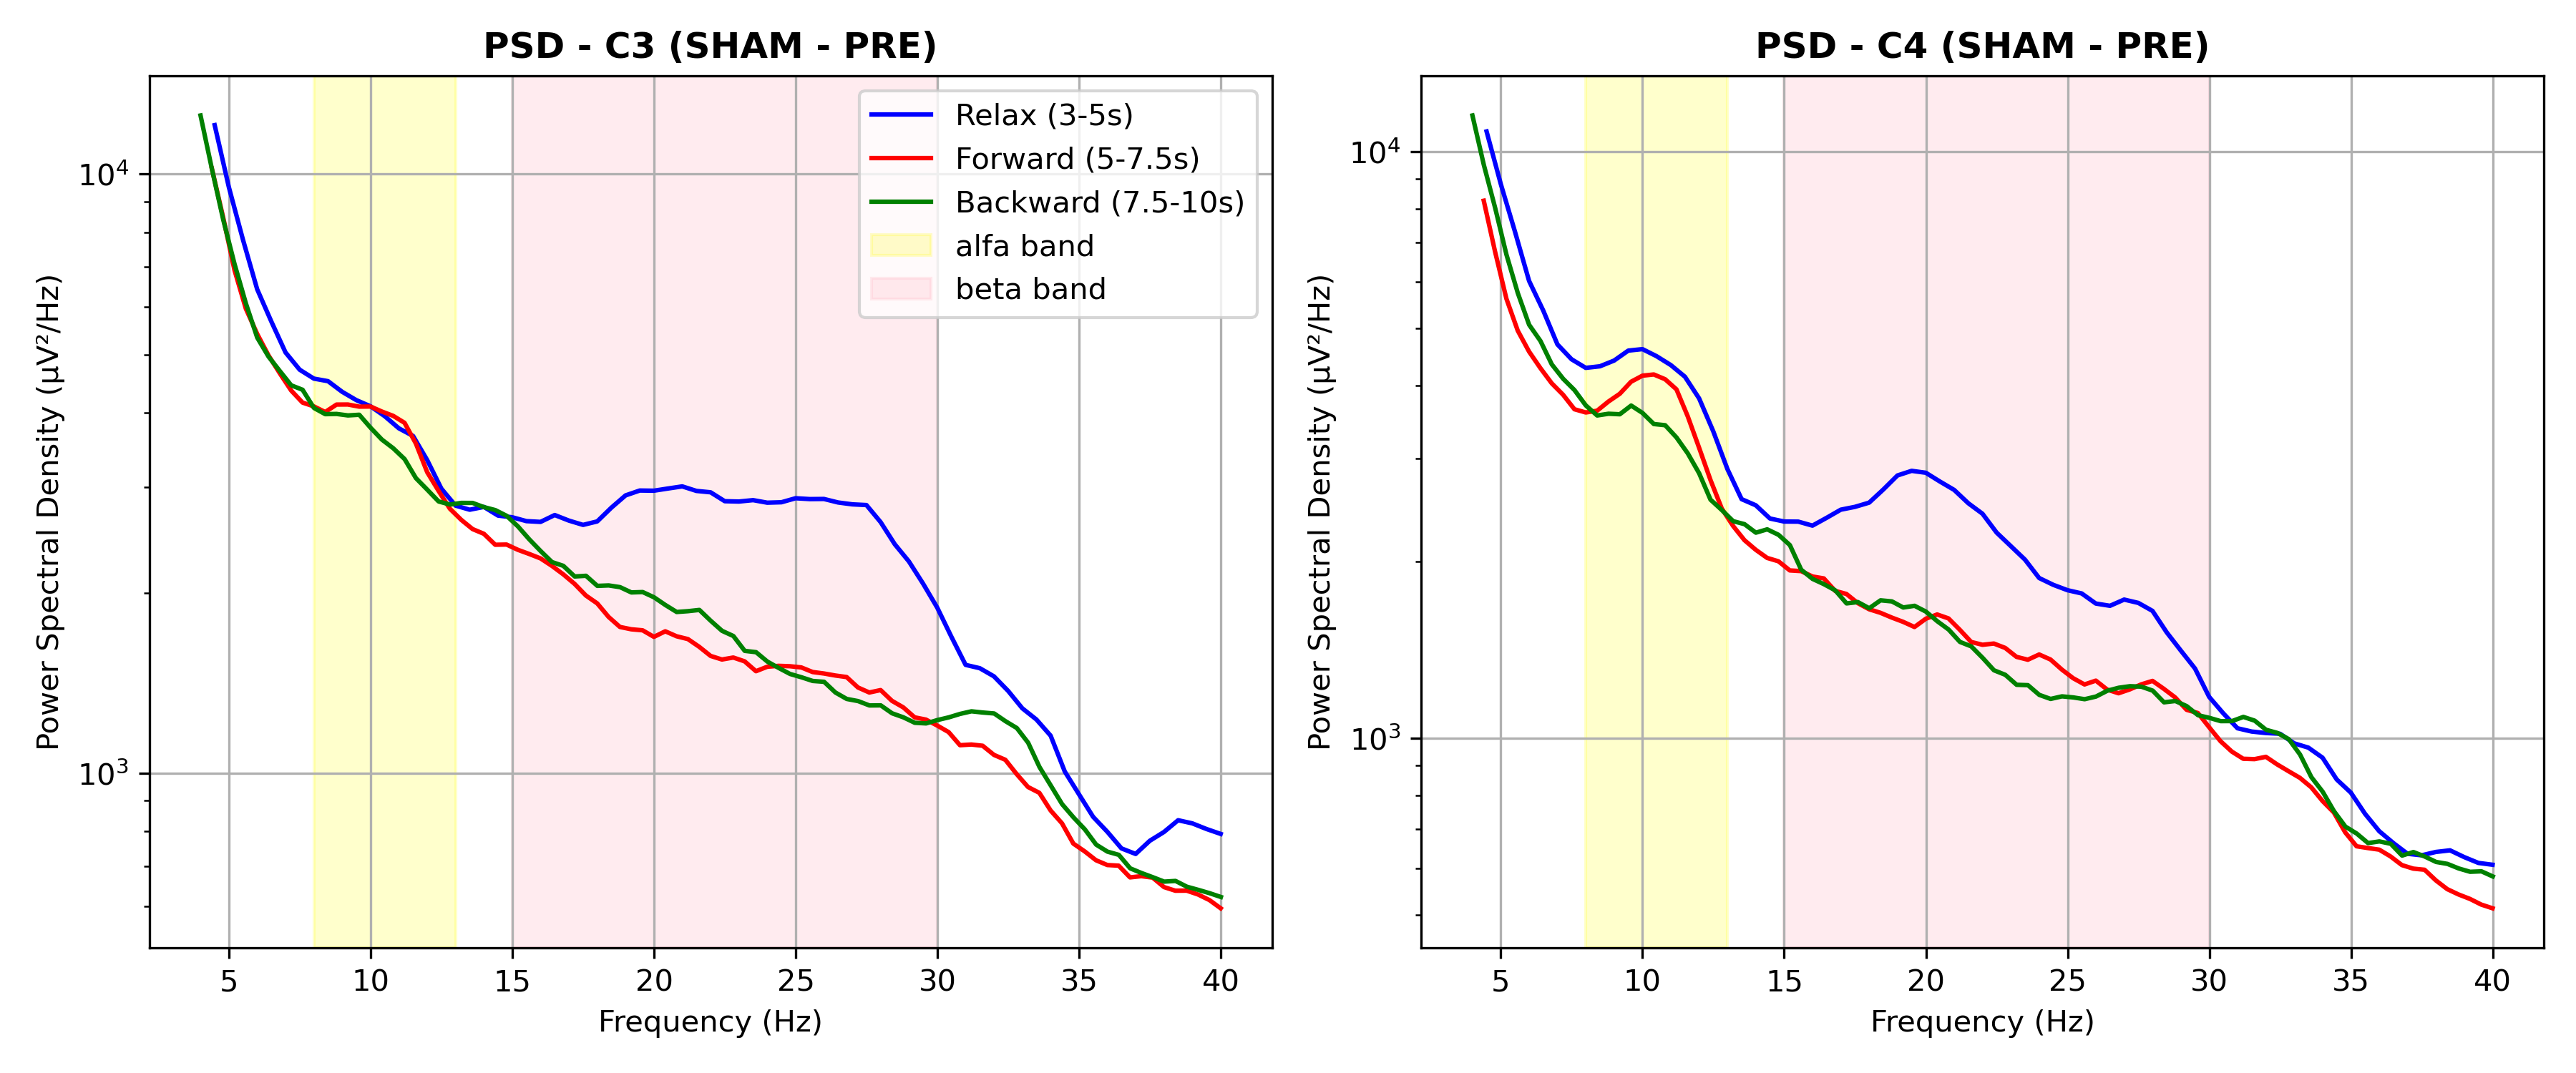 PSD - C3 (SHAM - PRE)
Power Spectral Density (µV²/Hz)
10⁴
10³
5 10 15 20 25 30 35 40
Frequency (Hz)
Relax (3-5s)
Forward (5-7.5s)
Backward (7.5-10s)
alfa band
beta band
PSD - C4 (SHAM - PRE)
Power Spectral Density (µV²/Hz)
10⁴
10³
5 10 15 20 25 30 35 40
Frequency (Hz)